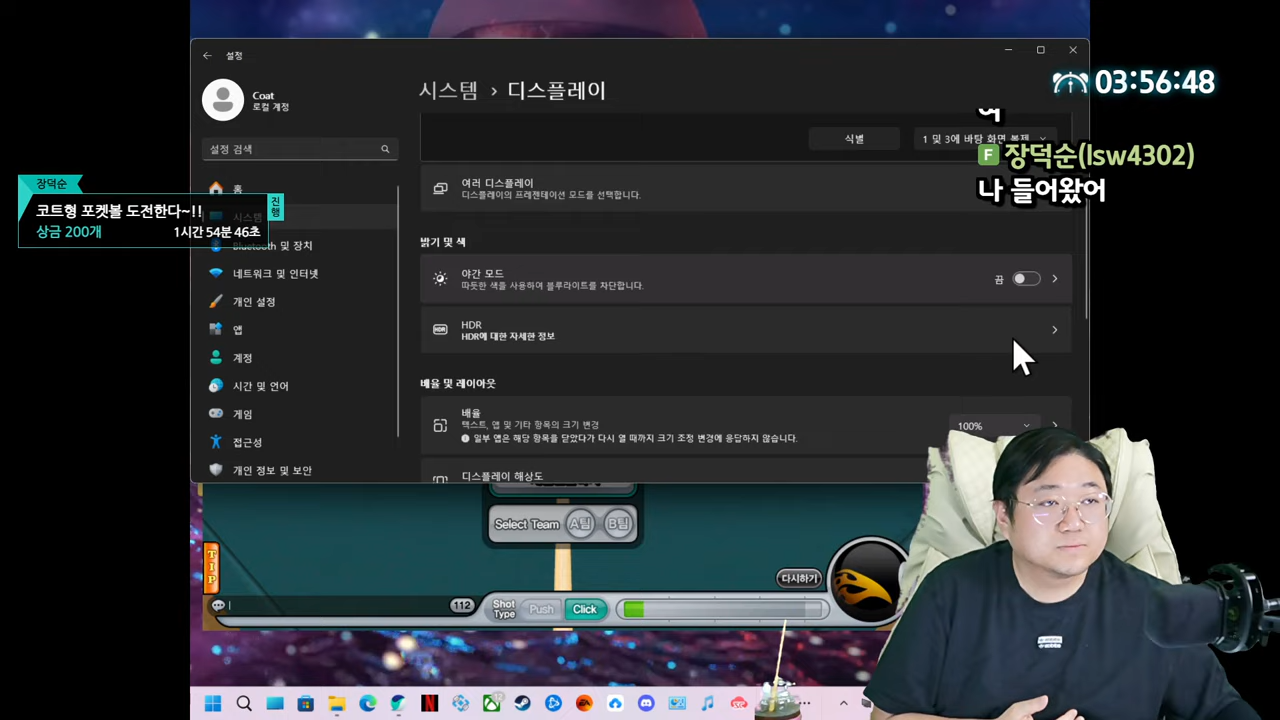 설정
Coat
로컬 계정
시스템 › 디스플레이
설정 검색
식별
1 및 3에 바탕 화면 복제
03:56:48
장덕순(lsw4302)
나 들어왔어
장덕순
코트형 포켓볼 도전한다~!!
진행
상금 200개
1시간 54분 46초
홈
시스템
Bluetooth 및 장치
네트워크 및 인터넷
개인 설정
앱
계정
시간 및 언어
게임
접근성
개인 정보 및 보안
여러 디스플레이
디스플레이의 프레젠테이션 모드를 선택합니다.
밝기 및 색
야간 모드
따뜻한 색을 사용하여 블루라이트를 차단합니다.
끔
HDR
HDR에 대한 자세한 정보
배율 및 레이아웃
배율
텍스트, 앱 및 기타 항목의 크기 변경
일부 앱은 해당 항목을 닫았다가 다시 열 때까지 크기 조정 변경에 응답하지 않습니다.
100%
디스플레이 해상도
Select Team A팀 B팀
TIP
다시하기
112
Shot Type Push Click